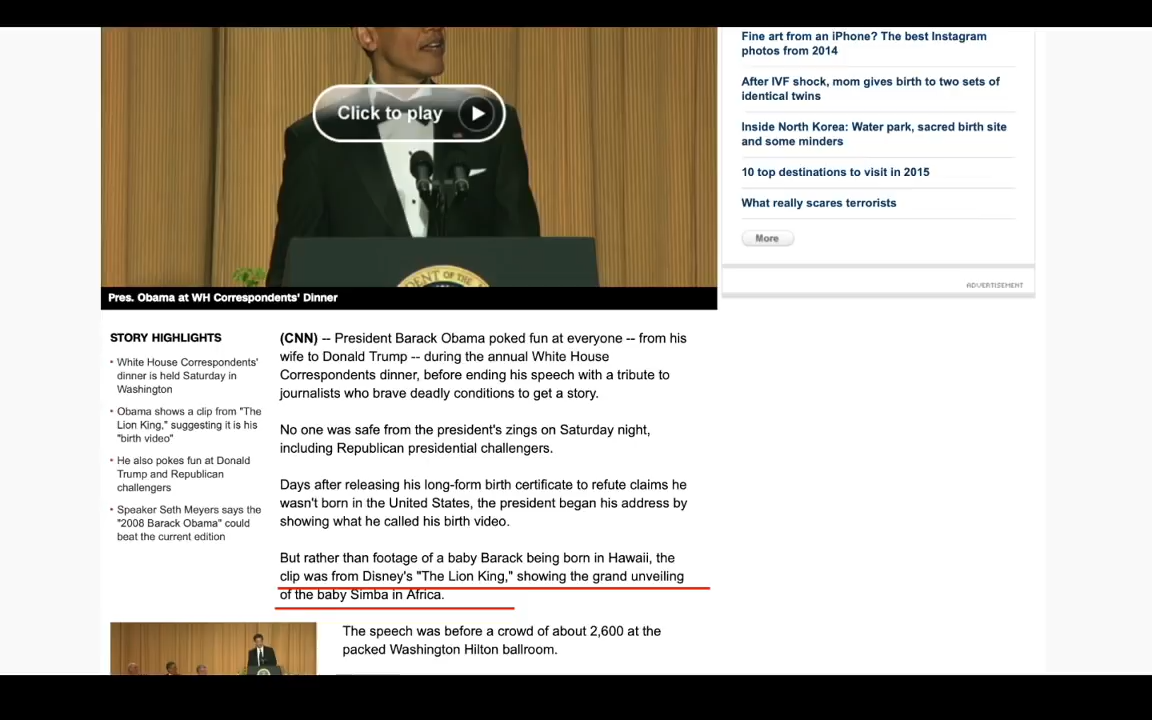 Click to play
ENT OF THE
Pres. Obama at WH Correspondents' Dinner
Fine art from an iPhone? The best Instagram
photos from 2014
After IVF shock, mom gives birth to two sets of
identical twins
Inside North Korea: Water park, sacred birth site
and some minders
10 top destinations to visit in 2015
What really scares terrorists
More
ADVERTISEMENT
STORY HIGHLIGHTS
• White House Correspondents'
dinner is held Saturday in
Washington
• Obama shows a clip from "The
Lion King," suggesting it is his
"birth video"
• He also pokes fun at Donald
Trump and Republican
challengers
• Speaker Seth Meyers says the
"2008 Barack Obama" could
beat the current edition
(CNN) -- President Barack Obama poked fun at everyone -- from his
wife to Donald Trump -- during the annual White House
Correspondents dinner, before ending his speech with a tribute to
journalists who brave deadly conditions to get a story.
No one was safe from the president's zings on Saturday night,
including Republican presidential challengers.
Days after releasing his long-form birth certificate to refute claims he
wasn't born in the United States, the president began his address by
showing what he called his birth video.
But rather than footage of a baby Barack being born in Hawaii, the
clip was from Disney's "The Lion King," showing the grand unveiling
of the baby Simba in Africa.
The speech was before a crowd of about 2,600 at the
packed Washington Hilton ballroom.